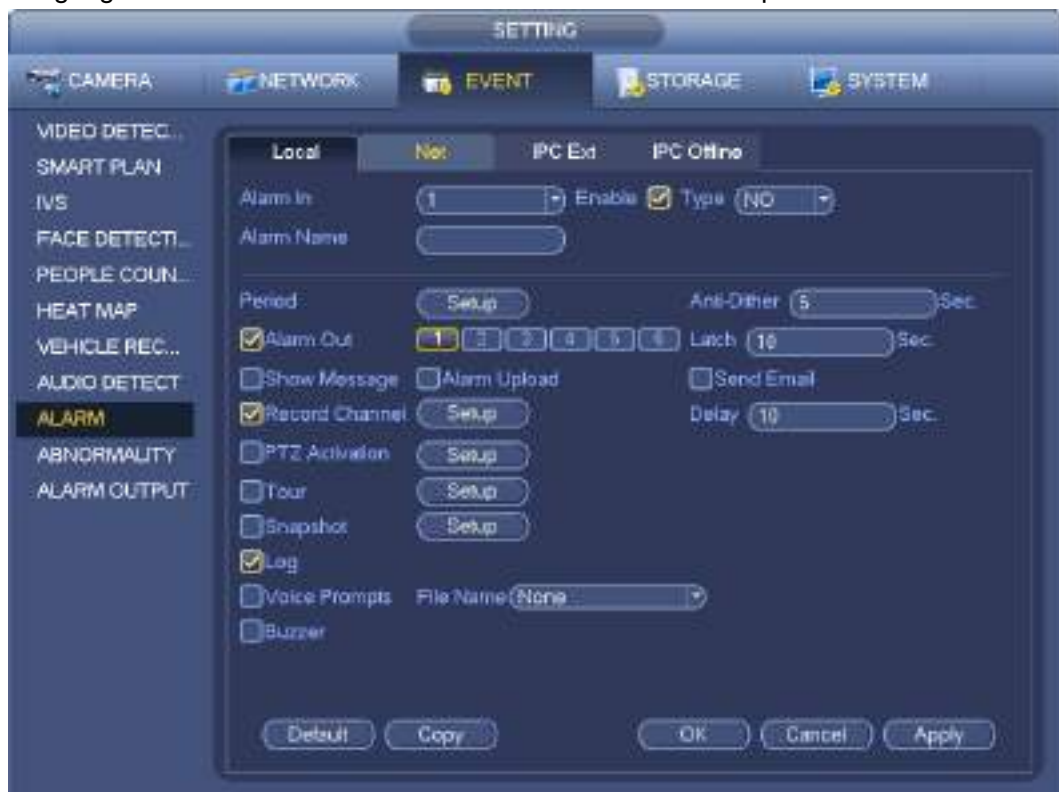 SETTING
CAMERA NETWORK EVENT STORAGE SYSTEM
VIDEO DETEC...
SMART PLAN
IVS
FACE DETECTI...
PEOPLE COUN...
HEAT MAP
VEHICLE REC...
AUDIO DETECT
ALARM
ABNORMALITY
ALARM OUTPUT
Local Net IPC Ext IPC Offline
Alarm In 1 Enable Type NO
Alarm Name
Period Setup Anti-Dither 5 Sec.
Alarm Out 1 2 3 4 5 6 Latch 10 Sec.
Show Message Alarm Upload Send Email
Record Channel Setup Delay 10 Sec.
PTZ Activation Setup
Tour Setup
Snapshot Setup
Log
Voice Prompts File Name None
Buzzer
Default Copy OK Cancel Apply